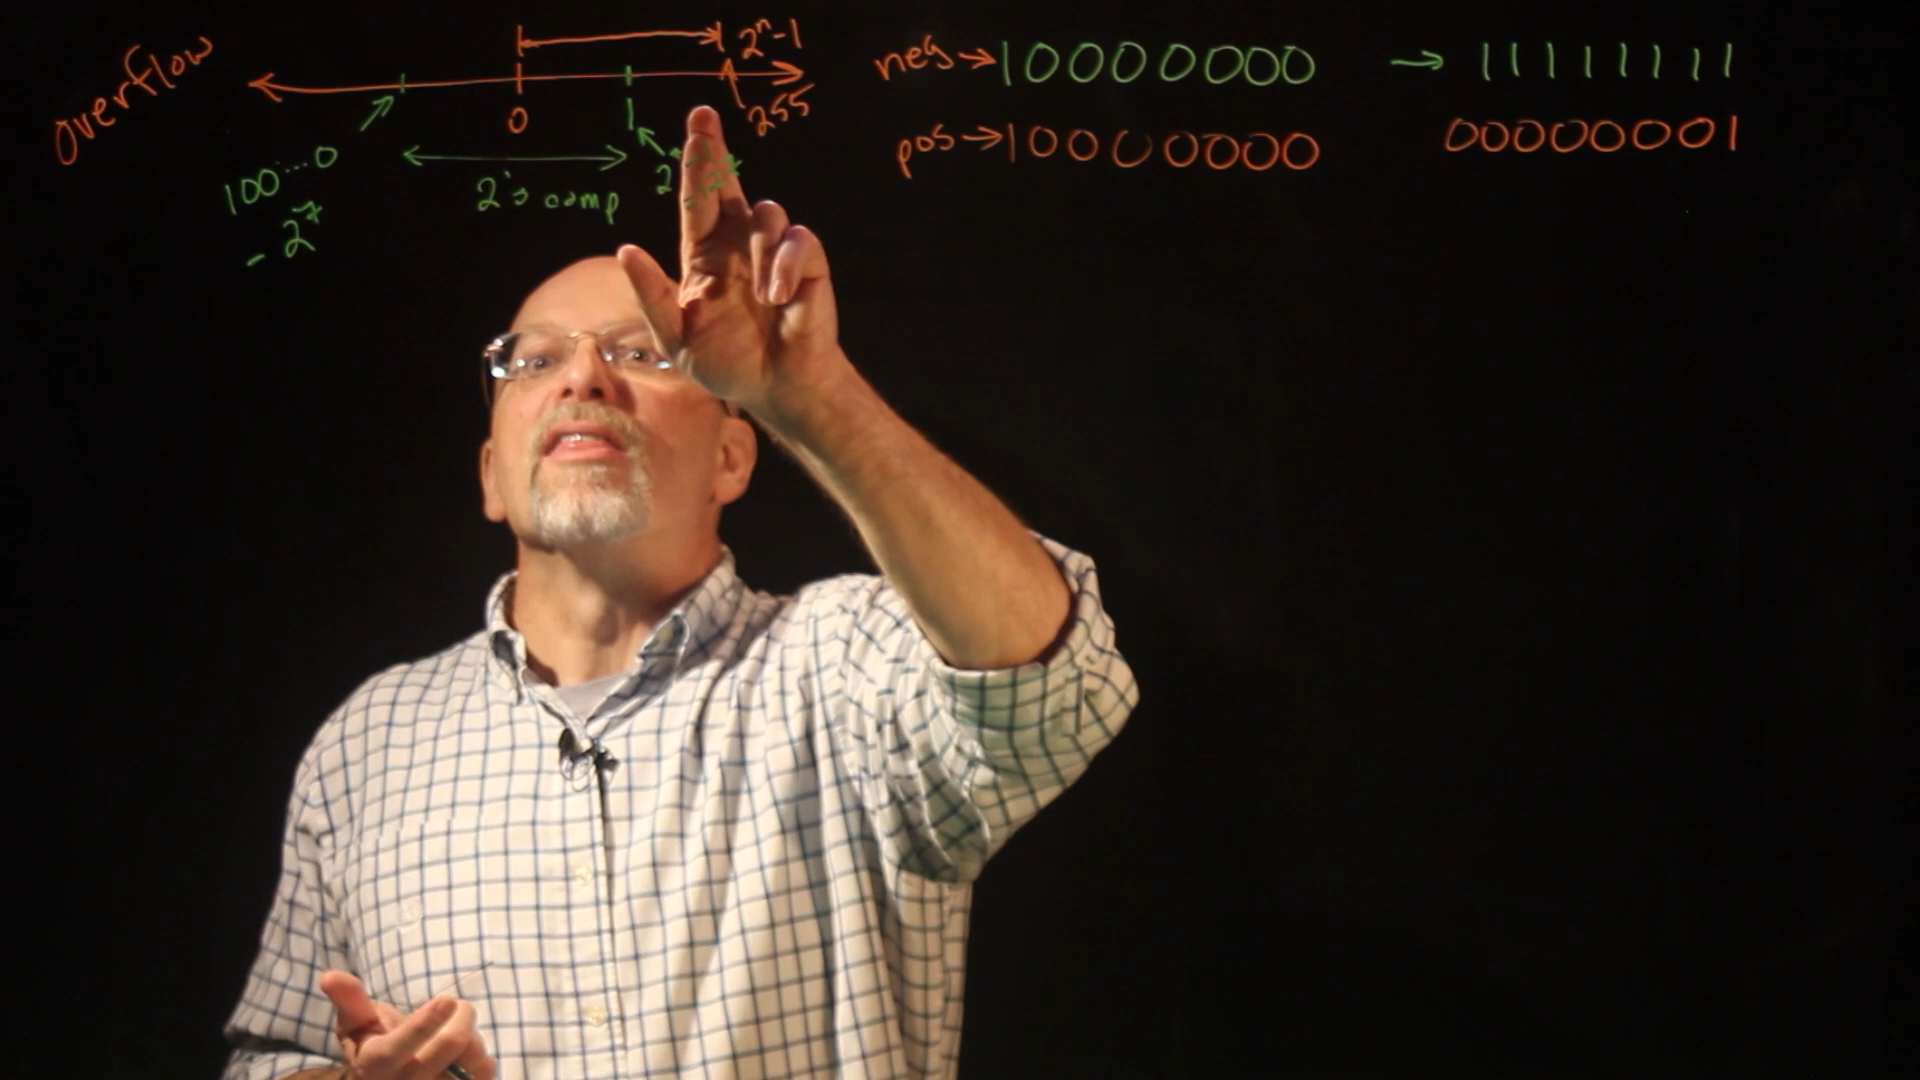 overflow
2ⁿ-1
0
1
255
100...0
-2⁷
2's comp
neg → 10000000 → 11111111
pos → 10000000 00000001